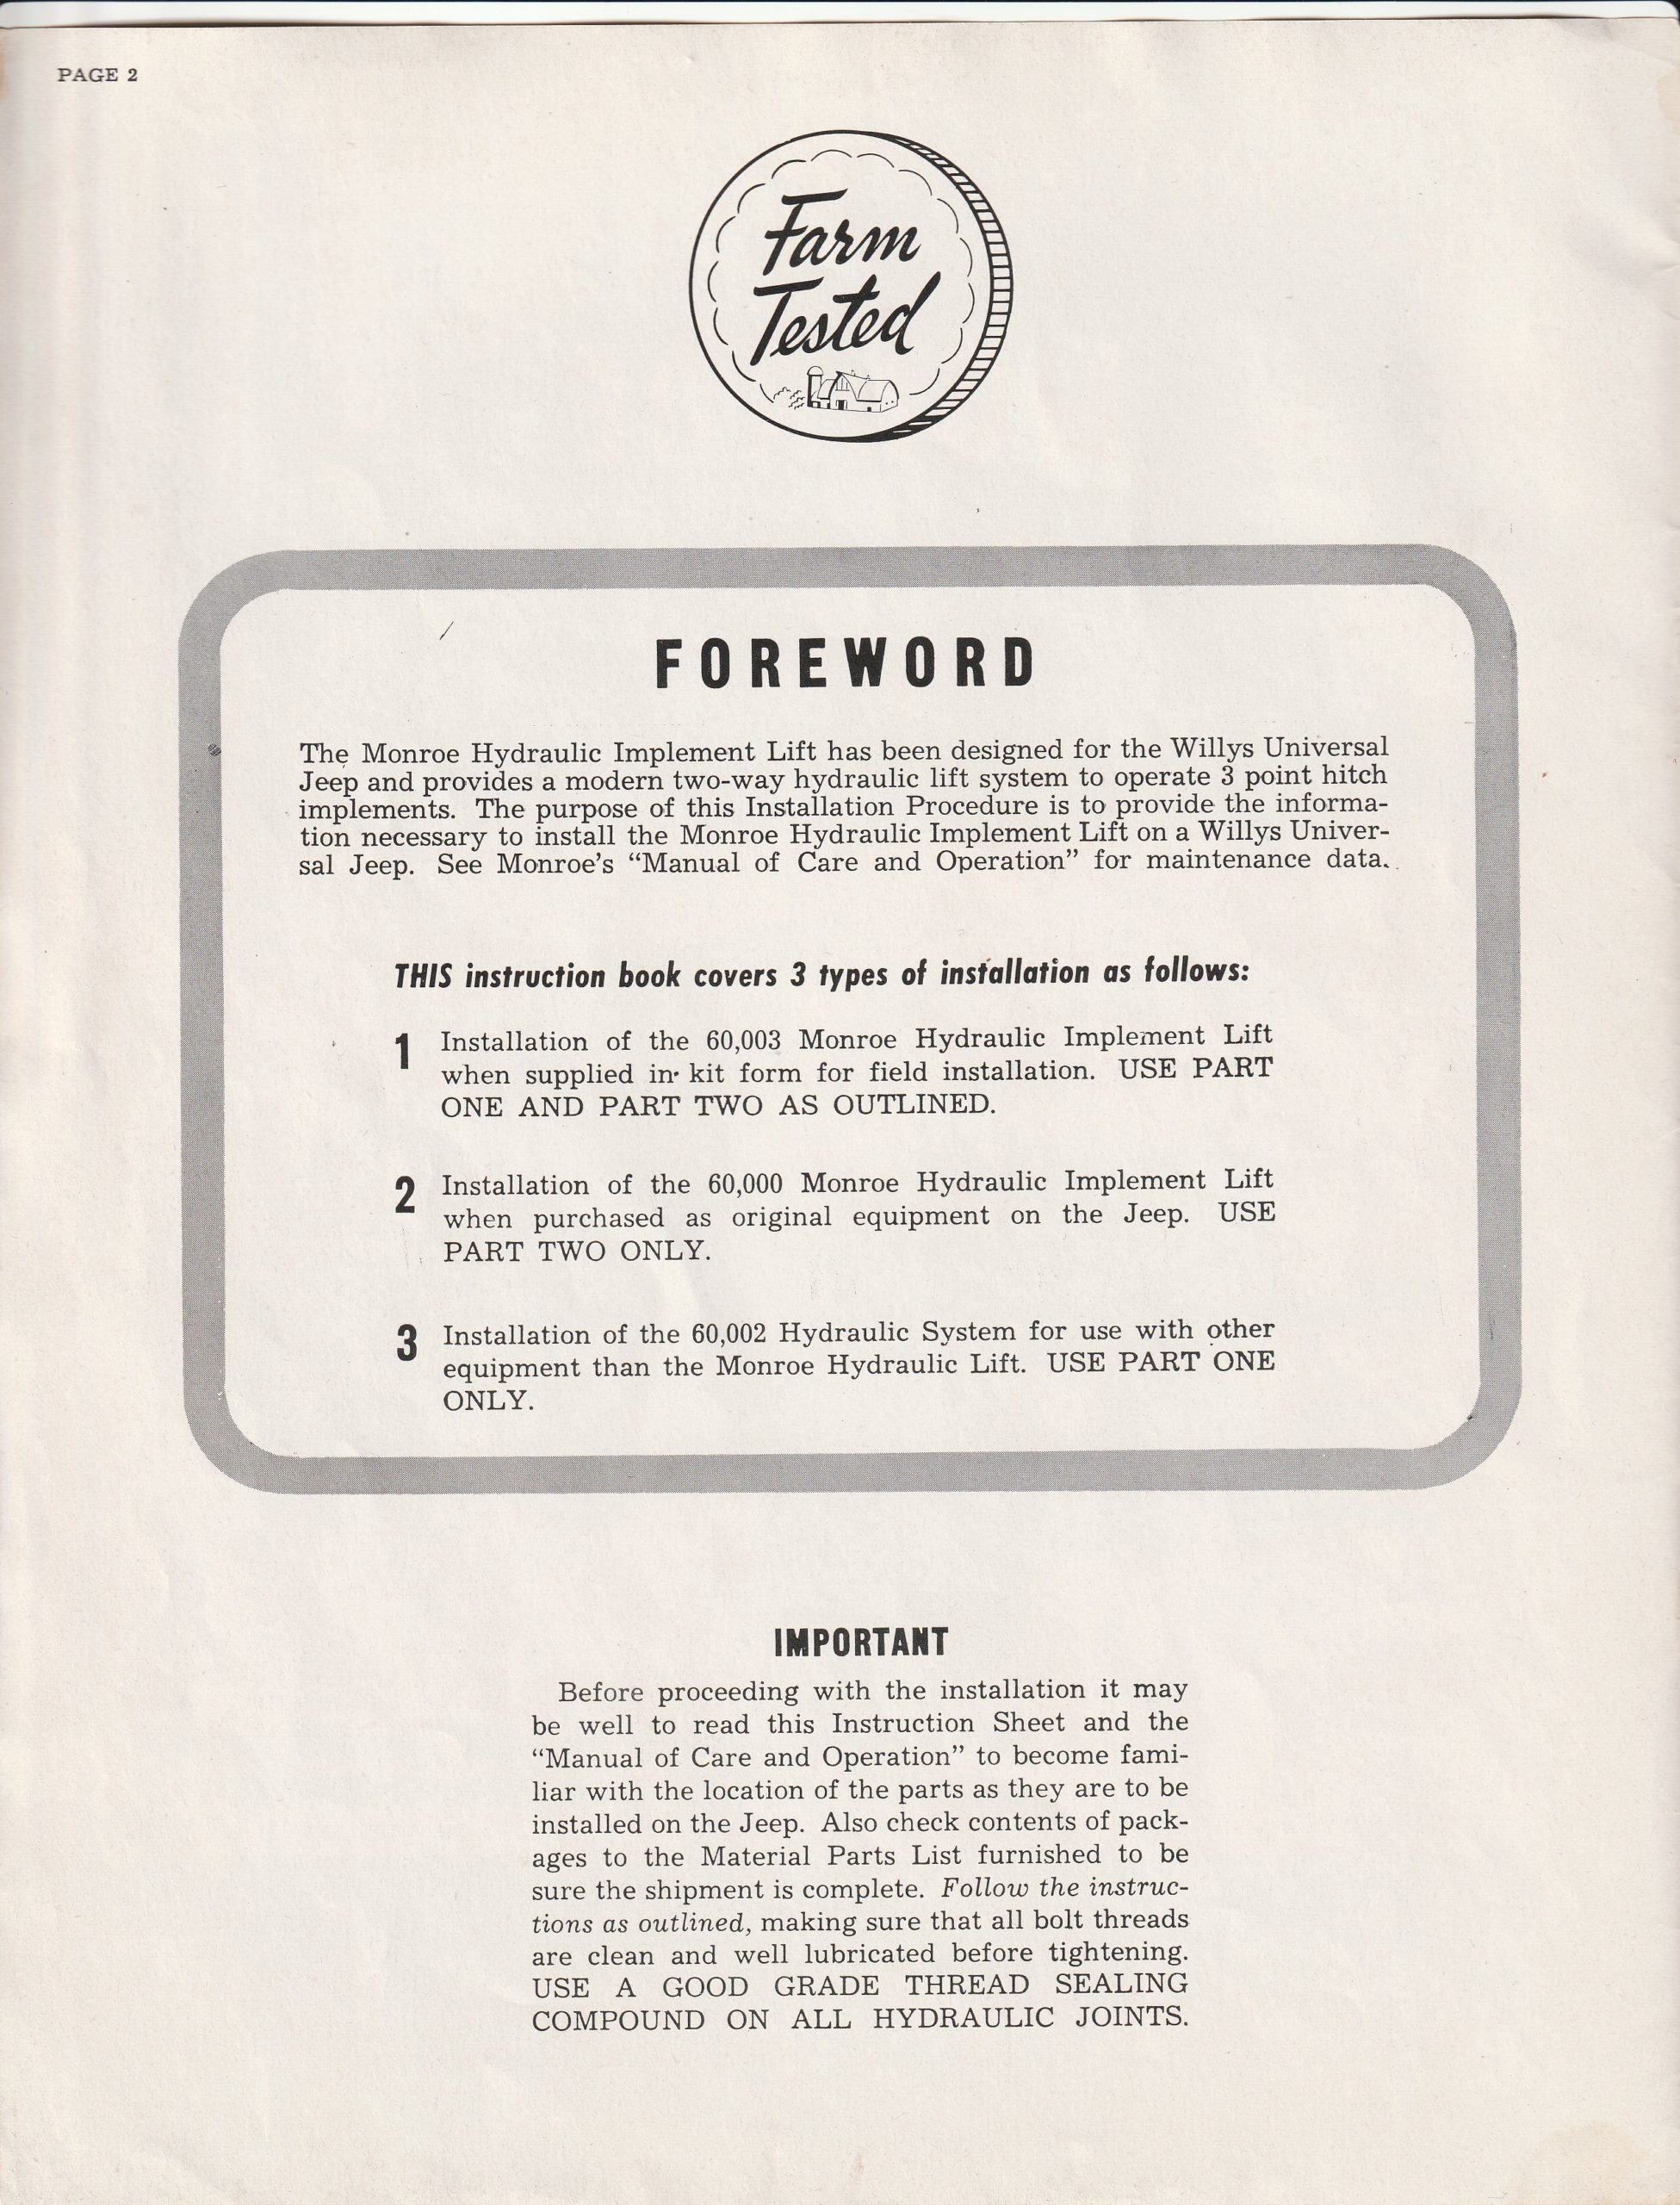 PAGE 2
Farm
Tested
FOREWORD
The Monroe Hydraulic Implement Lift has been designed for the Willys Universal
Jeep and provides a modern two-way hydraulic lift system to operate 3 point hitch
implements. The purpose of this Installation Procedure is to provide the informa-
tion necessary to install the Monroe Hydraulic Implement Lift on a Willys Univer-
sal Jeep. See Monroe's “Manual of Care and Operation” for maintenance data.
THIS instruction book covers 3 types of installation as follows:
1 Installation of the 60,003 Monroe Hydraulic Implement Lift
when supplied in kit form for field installation. USE PART
ONE AND PART TWO AS OUTLINED.
2 Installation of the 60,000 Monroe Hydraulic Implement Lift
when purchased as original equipment on the Jeep. USE
PART TWO ONLY.
3 Installation of the 60,002 Hydraulic System for use with other
equipment than the Monroe Hydraulic Lift. USE PART ONE
ONLY.
IMPORTANT
Before proceeding with the installation it may
be well to read this Instruction Sheet and the
“Manual of Care and Operation” to become fami-
liar with the location of the parts as they are to be
installed on the Jeep. Also check contents of pack-
ages to the Material Parts List furnished to be
sure the shipment is complete. Follow the instruc-
tions as outlined, making sure that all bolt threads
are clean and well lubricated before tightening.
USE A GOOD GRADE THREAD SEALING
COMPOUND ON ALL HYDRAULIC JOINTS.